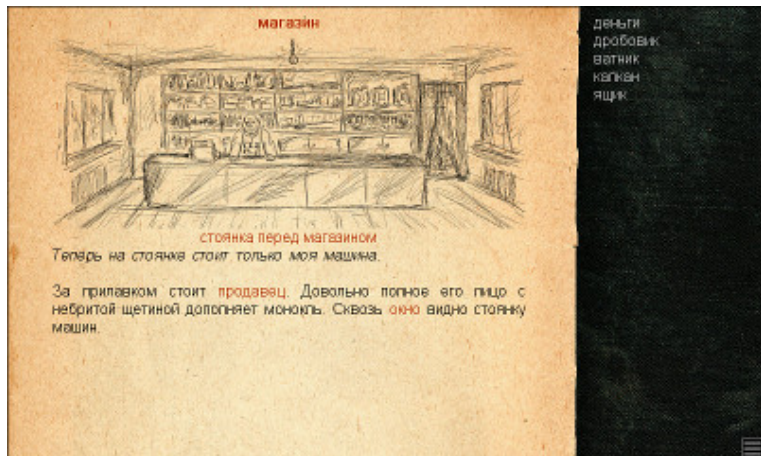 магазин
деньги
дробовик
ватник
капкан
ящик
стоянка перед магазином
Теперь на стоянке стоит только моя машина.
За прилавком стоит продавец. Довольно полное его лицо с
небритой щетиной дополняет монокль. Сквозь окно видно стоянку
машин.